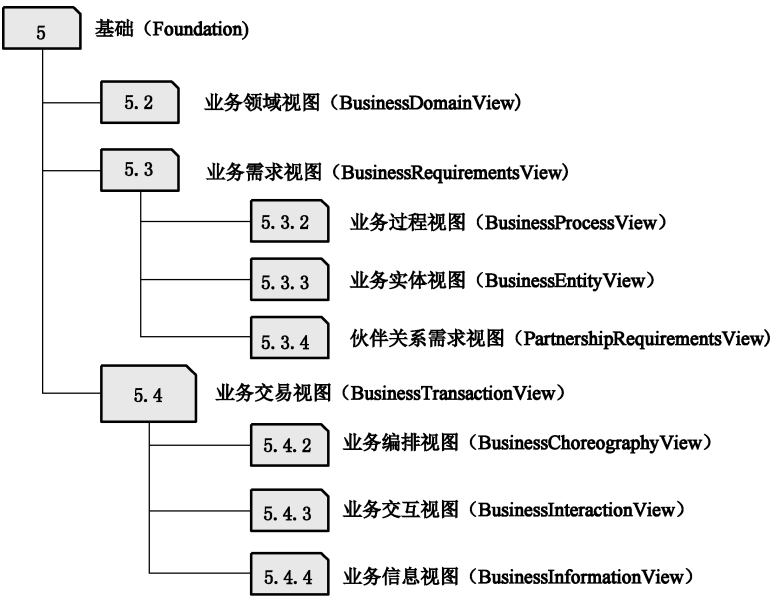 5 基础（Foundation)
5.2 业务领域视图（BusinessDomainView)
5.3 业务需求视图（BusinessRequirementsView)
5.3.2 业务过程视图（BusinessProcessView）
5.3.3 业务实体视图（BusinessEntityView）
5.3.4 伙伴关系需求视图（PartnershipRequirementsView)
5.4 业务交易视图（BusinessTransactionView）
5.4.2 业务编排视图（BusinessChoreographyView）
5.4.3 业务交互视图（BusinessInteractionView）
5.4.4 业务信息视图（BusinessInformationView）